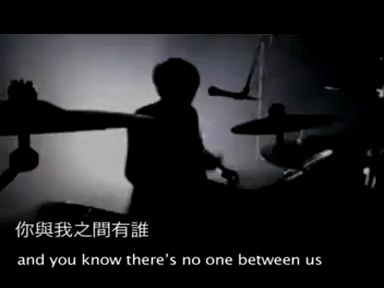 你與我之間有誰
and you know there's no one between us